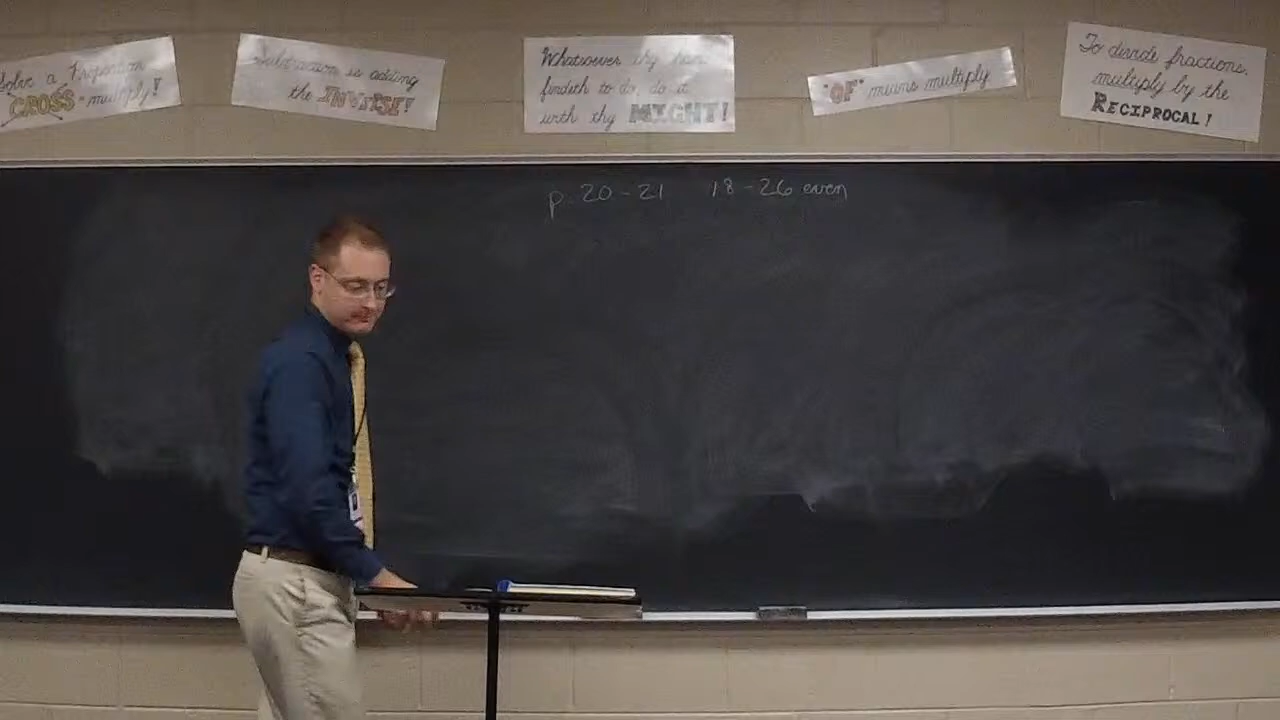 Solve a Proportion
CROSS-multiply!
Subtraction is adding
the INVERSE!
Whatsoever thy hand
findeth to do, do it
with thy MIGHT!
"OF" means multiply
To divide fractions,
multiply by the
RECIPROCAL!
p. 20-21 18-26 even